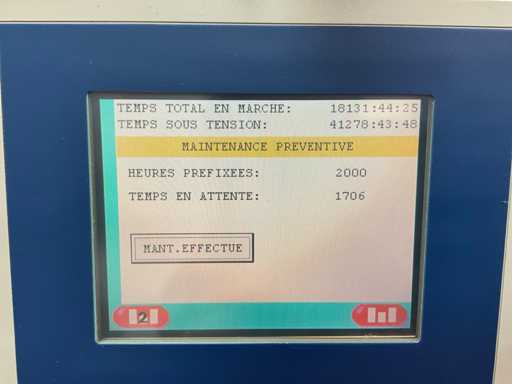 TEMPS TOTAL EN MARCHE: 18131:44:25
TEMPS SOUS TENSION: 41278:43:48
MAINTENANCE PREVENTIVE
HEURES PREFIXEES: 2000
TEMPS EN ATTENTE: 1706
MANT.EFFECTUE
2